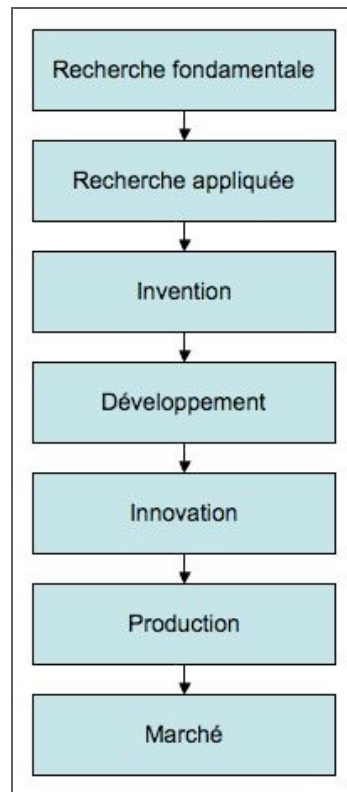 Recherche fondamentale
Recherche appliquée
Invention
Développement
Innovation
Production
Marché